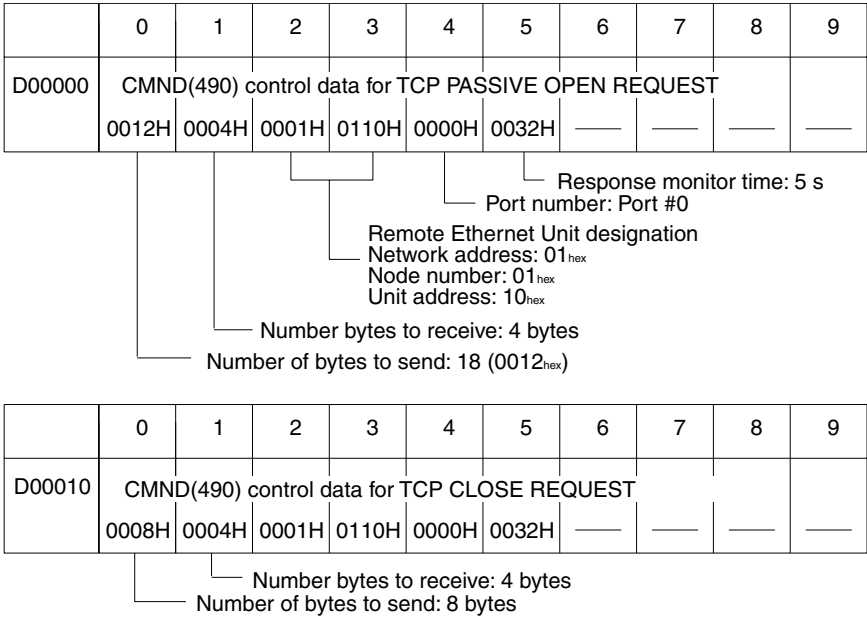 0 1 2 3 4 5 6 7 8 9
D00000 CMND(490) control data for TCP PASSIVE OPEN REQUEST
0012H 0004H 0001H 0110H 0000H 0032H
Response monitor time: 5 s
Port number: Port #0
Remote Ethernet Unit designation
Network address: 01hex
Node number: 01hex
Unit address: 10hex
Number bytes to receive: 4 bytes
Number of bytes to send: 18 (0012hex)
0 1 2 3 4 5 6 7 8 9
D00010 CMND(490) control data for TCP CLOSE REQUEST
0008H 0004H 0001H 0110H 0000H 0032H
Number bytes to receive: 4 bytes
Number of bytes to send: 8 bytes